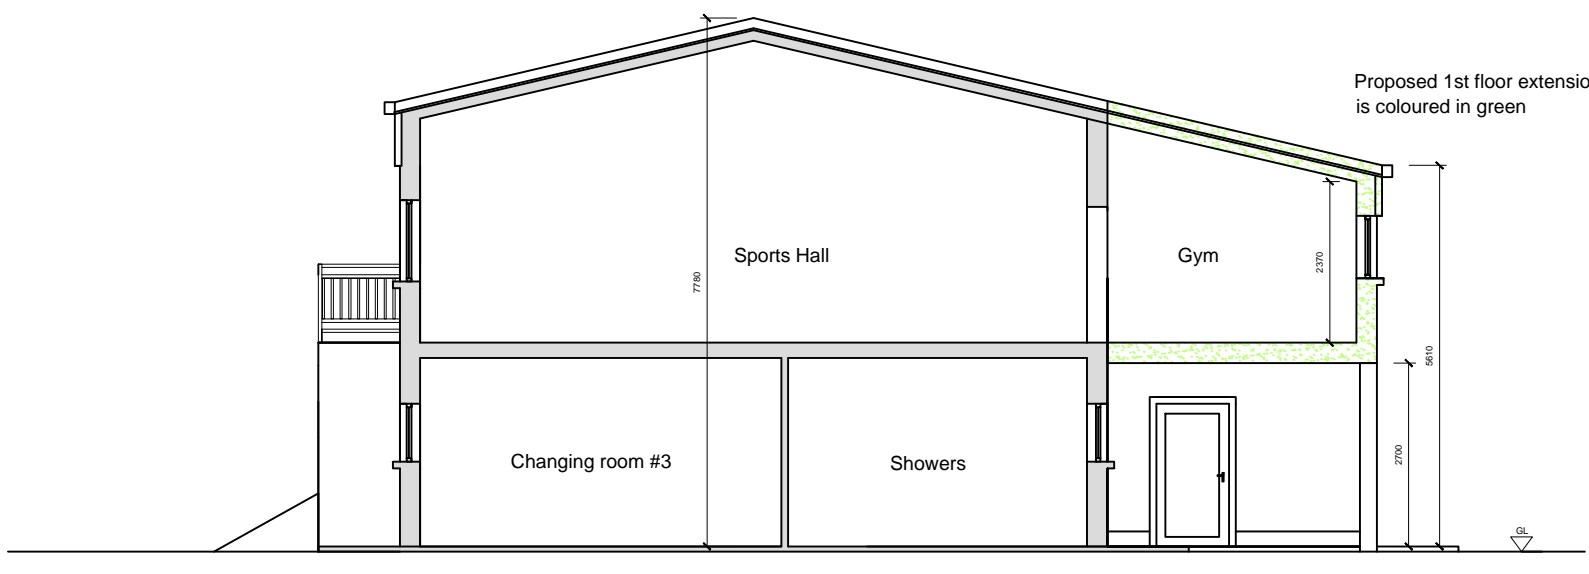 Proposed 1st floor extensio
is coloured in green
Sports Hall
Gym
7780
2370
5610
2700
Changing room #3
Showers
GL